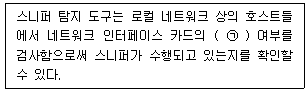 스니퍼 탐지 도구는 로컬 네트워크 상의 호스트들
에서 네트워크 인터페이스 카드의 ( ㉠ ) 여부를
검사함으로써 스니퍼가 수행되고 있는지를 확인할
수 있다.